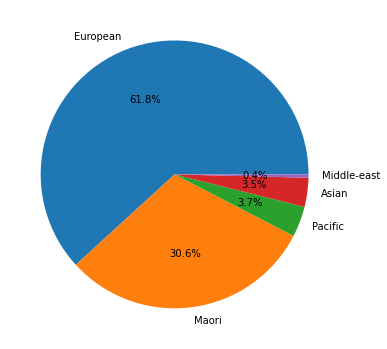 European
61.8%
0.4%
Middle-east
3.5%
Asian
3.7%
Pacific
30.6%
Maori